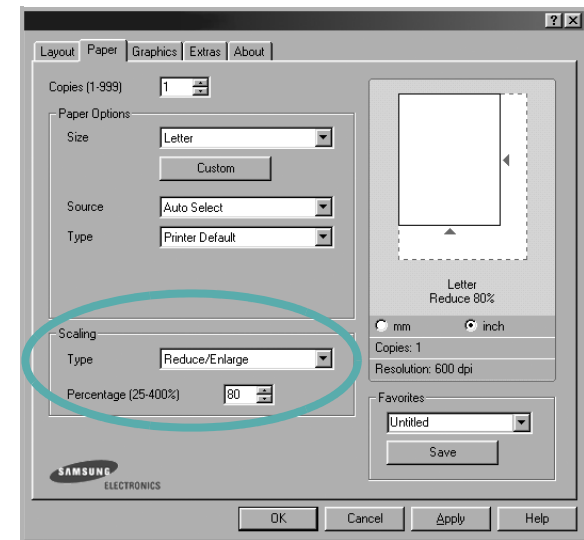 Layout Paper Graphics Extras About
Copies (1-999) 1
Paper Options
Size Letter
Custom
Source Auto Select
Type Printer Default
Scaling
Type Reduce/Enlarge
Percentage (25-400%) 80
SAMSUNG
ELECTRONICS
Letter
Reduce 80%
mm inch
Copies: 1
Resolution: 600 dpi
Favorites
Untitled
Save
OK Cancel Apply Help